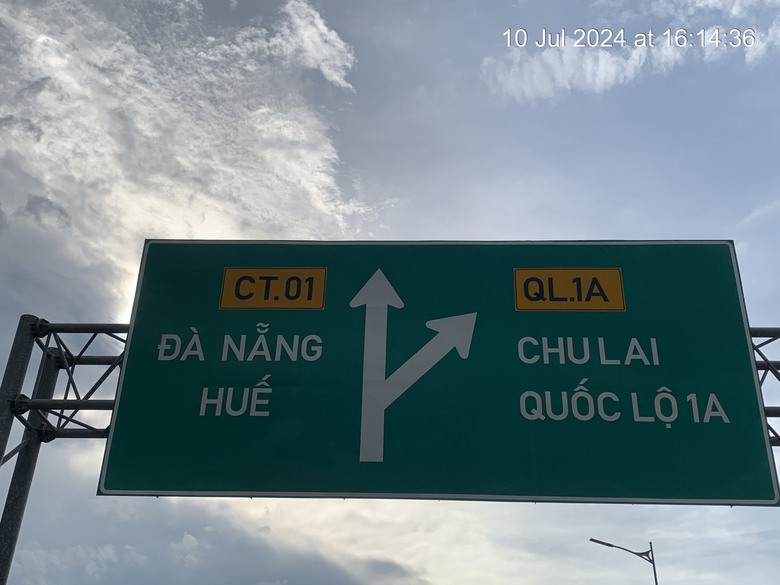 10 Jul 2024 at 16:14:36
CT.01
ĐÀ NẴNG
HUẾ
QL.1A
CHU LAI
QUỐC LỘ 1A